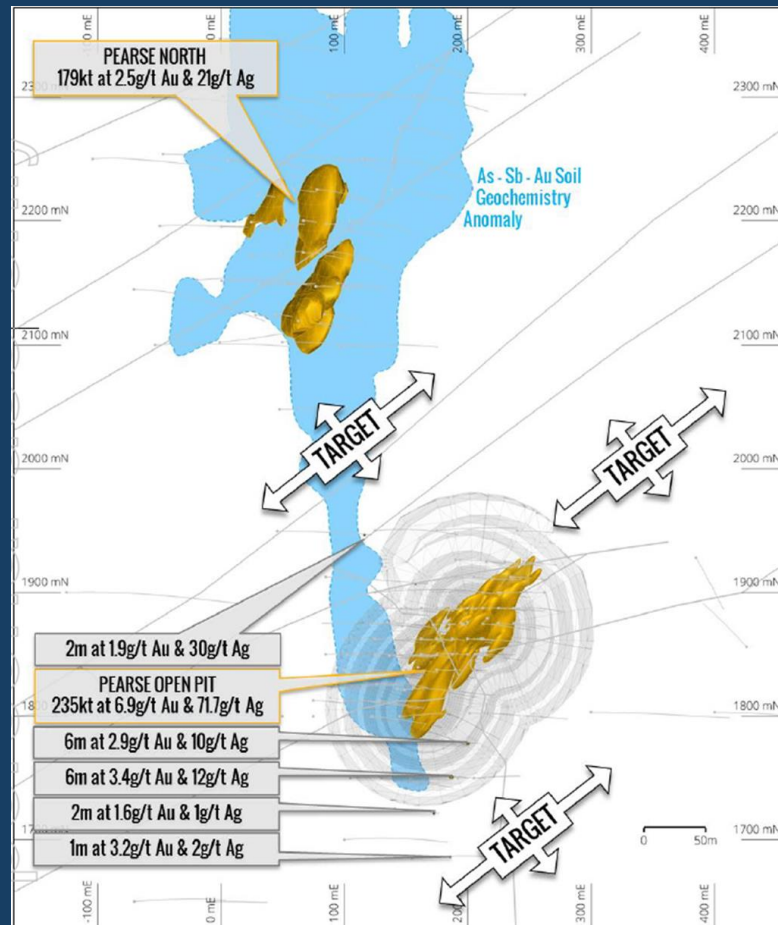 -100 mE
0 mE
100 mE
200 mE
300 mE
400 mE
PEARSE NORTH
179kt at 2.5g/t Au & 21g/t Ag
2300 mN
2300 mN
As - Sb - Au Soil
Geochemistry
Anomaly
2200 mN
2200 mN
2100 mN
2100 mN
TARGET
TARGET
2000 mN
2000 mN
1900 mN
1900 mN
2m at 1.9g/t Au & 30g/t Ag
PEARSE OPEN PIT
235kt at 6.9g/t Au & 71.7g/t Ag
1800 mN
6m at 2.9g/t Au & 10g/t Ag
6m at 3.4g/t Au & 12g/t Ag
2m at 1.6g/t Au & 1g/t Ag
1m at 3.2g/t Au & 2g/t Ag
TARGET
0 50m
1700 mN
-100 mE
0 mE
100 mE
200 mE
300 mE
400 mE